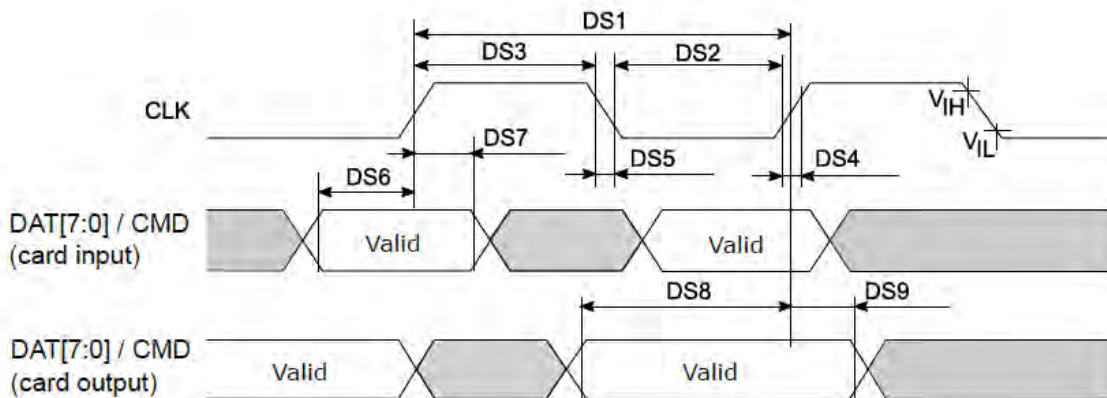 DS1
DS3
DS2
CLK
VIH
VIL
DS7
DS5
DS4
DS6
DAT[7:0] / CMD
(card input)
Valid
Valid
DS8
DS9
DAT[7:0] / CMD
(card output)
Valid
Valid